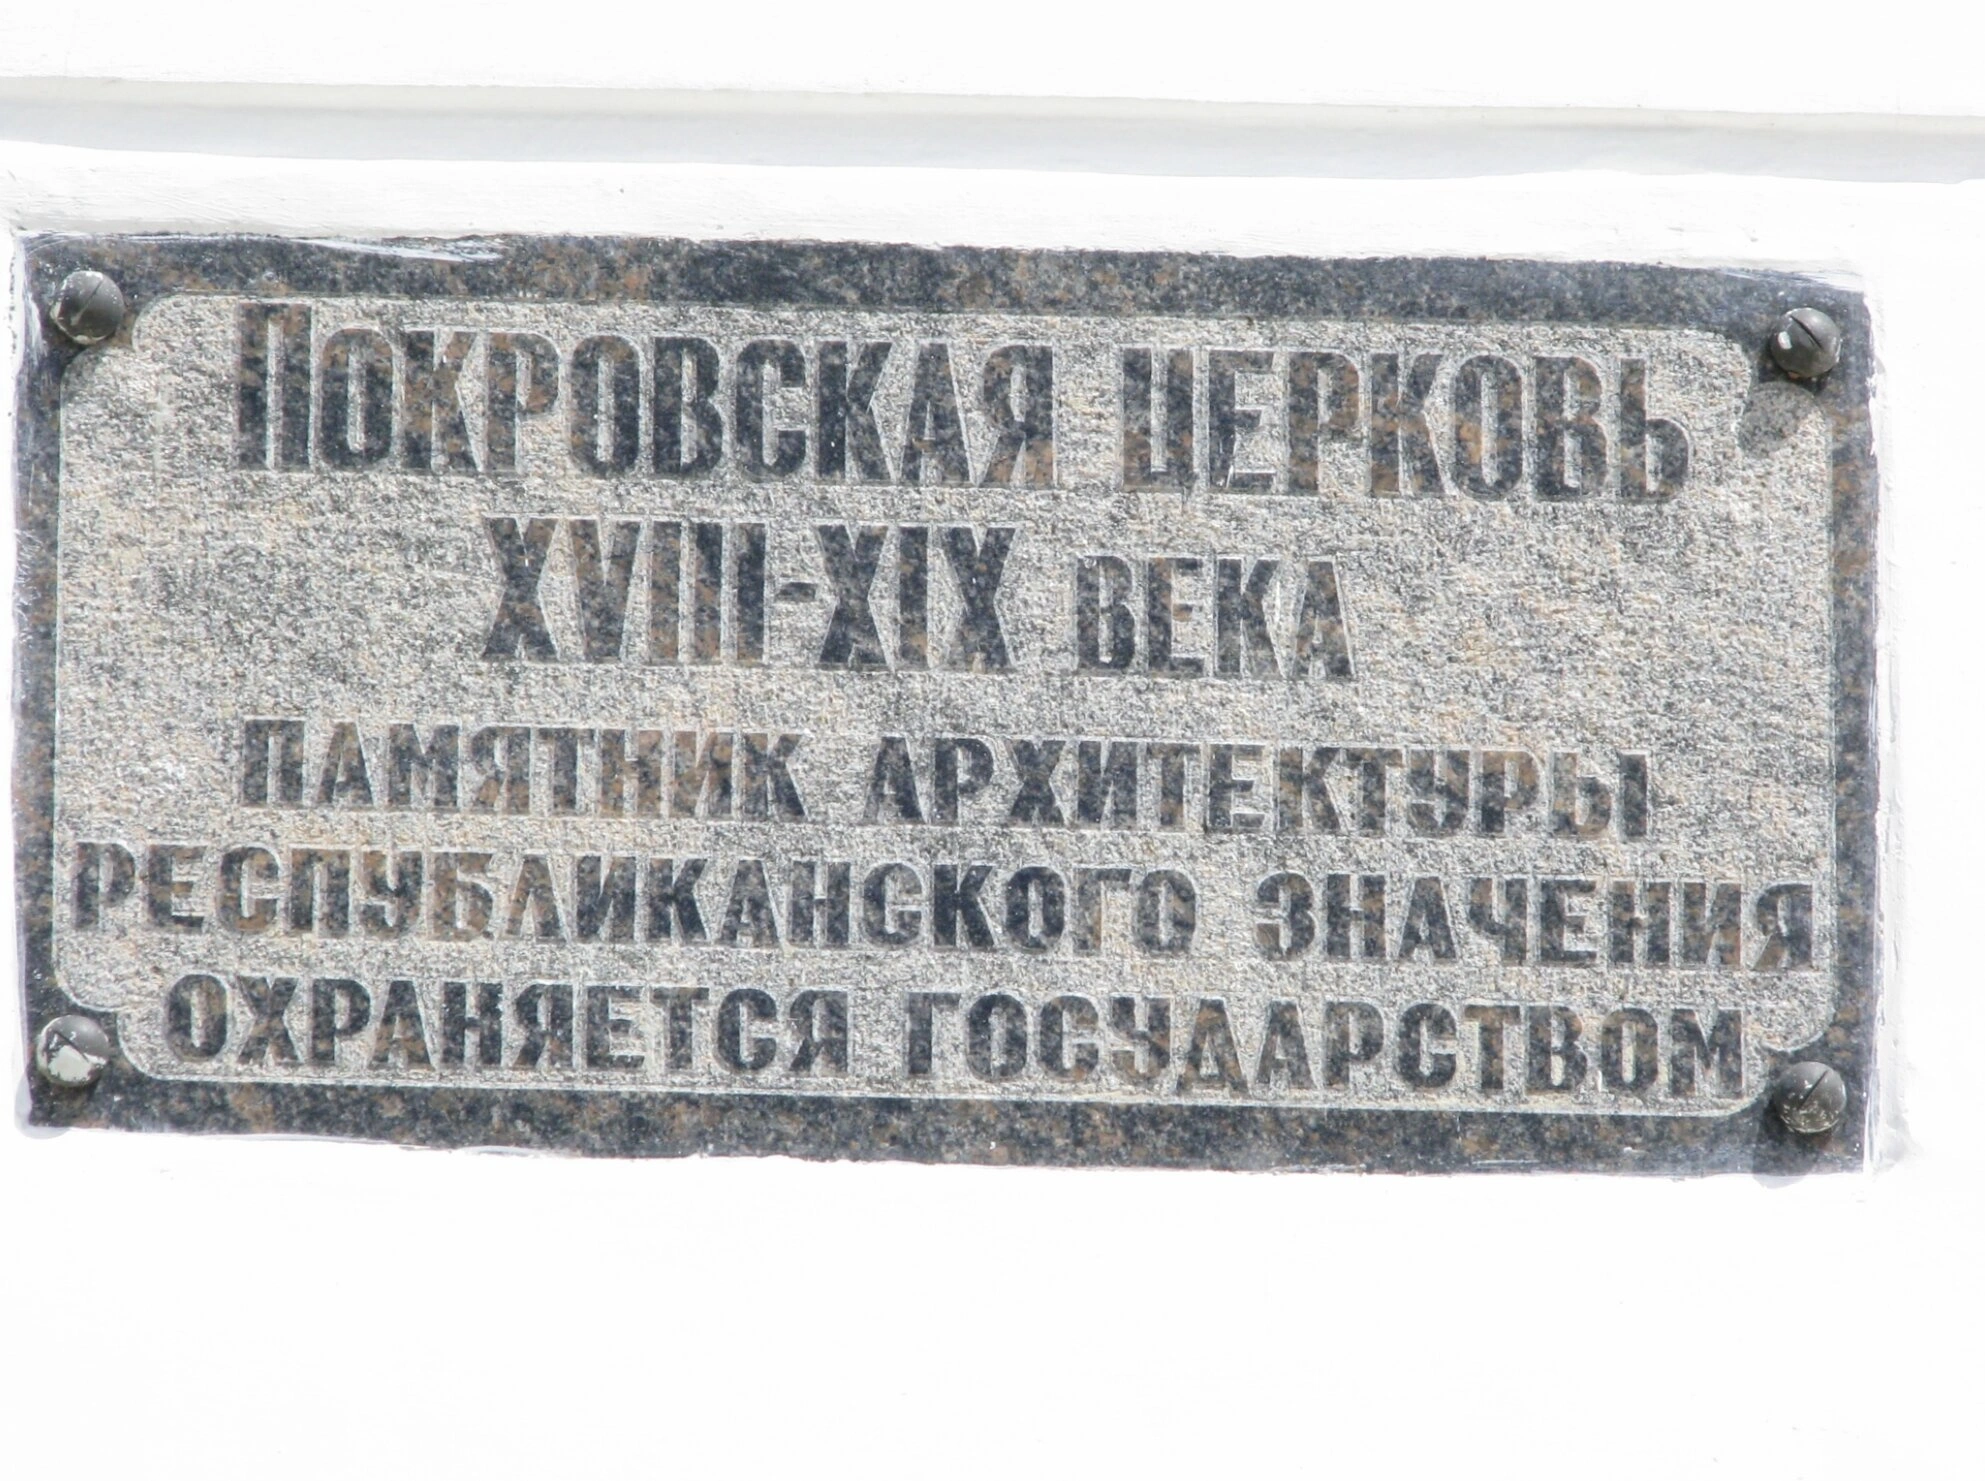 ПОКРОВСКАЯ ЦЕРКОВЬ
XVIII-XIX ВЕКА
ПАМЯТНИК АРХИТЕКТУРЫ
РЕСПУБЛИКАНСКОГО ЗНАЧЕНИЯ
ОХРАНЯЕТСЯ ГОСУДАРСТВОМ